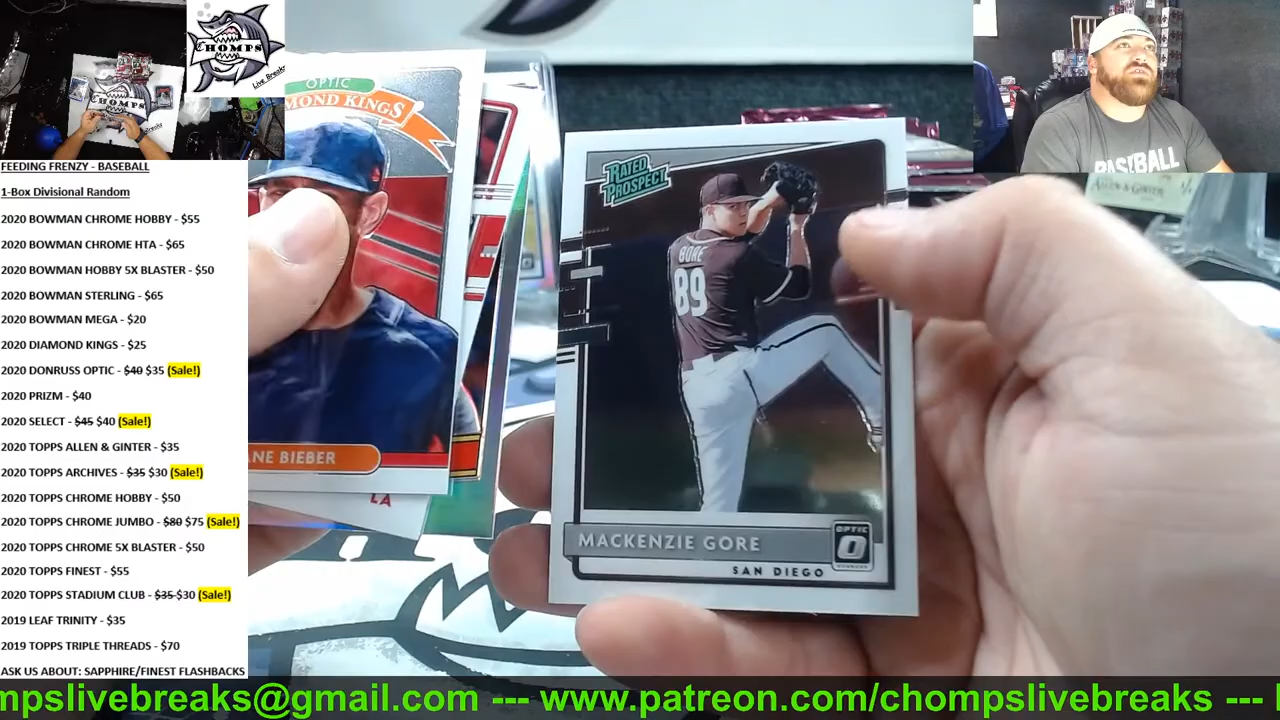 CHOMPS
Live Breaks
CHOMPS
FEEDING FRENZY - BASEBALL
1-Box Divisional Random
2020 BOWMAN CHROME HOBBY - $55
2020 BOWMAN CHROME HTA - $65
2020 BOWMAN HOBBY 5X BLASTER - $50
2020 BOWMAN STERLING - $65
2020 BOWMAN MEGA - $20
2020 DIAMOND KINGS - $25
2020 DONRUSS OPTIC - $40 $35 (Sale!)
2020 PRIZM - $40
2020 SELECT - $45 $40 (Sale!)
2020 TOPPS ALLEN & GINTER - $35
2020 TOPPS ARCHIVES - $35 $30 (Sale!)
2020 TOPPS CHROME HOBBY - $50
2020 TOPPS CHROME JUMBO - $80 $75 (Sale!)
2020 TOPPS CHROME 5X BLASTER - $50
2020 TOPPS FINEST - $55
2020 TOPPS STADIUM CLUB - $35 $30 (Sale!)
2019 LEAF TRINITY - $35
2019 TOPPS TRIPLE THREADS - $70
ASK US ABOUT: SAPPHIRE/FINEST FLASHBACKS
OPTIC
MOND KINGS
NE BIEBER
LA
RATED
PROSPECT
GORE
89
MACKENZIE GORE
OPTIC
SAN DIEGO
BASEBALL
ALLEN & GINTER
mpslivebreaks@gmail.com --- www.patreon.com/chompslivebreaks ---